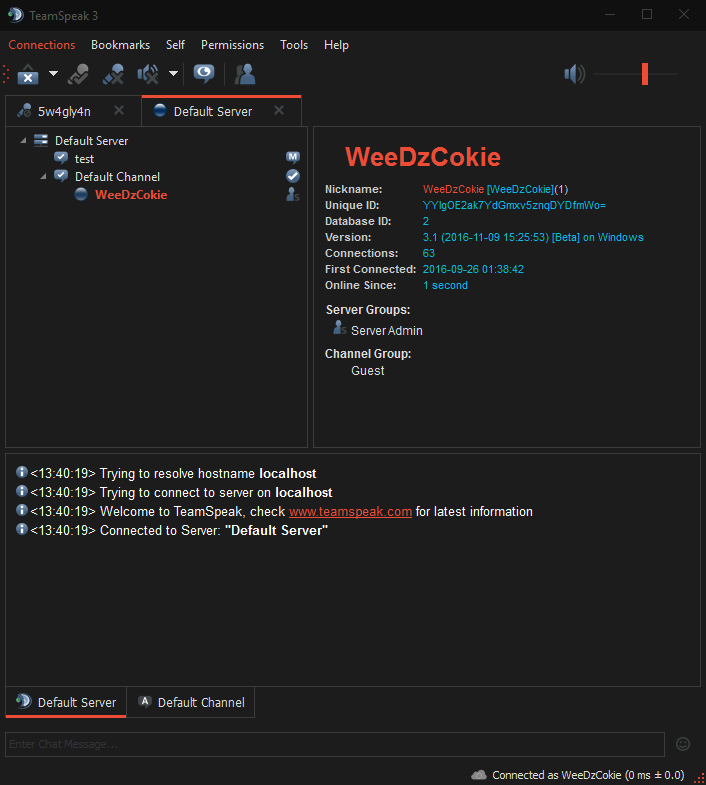 TeamSpeak 3
Connections Bookmarks Self Permissions Tools Help
5w4gly4n Default Server
Default Server
test
M
Default Channel
WeeDzCokie
WeeDzCokie
Nickname: WeeDzCokie [WeeDzCokie](1)
Unique ID: YYlgOE2ak7YdGmxv5znqDYDfmWo=
Database ID: 2
Version: 3.1 (2016-11-09 15:25:53) [Beta] on Windows
Connections: 63
First Connected: 2016-09-26 01:38:42
Online Since: 1 second
Server Groups:
Server Admin
Channel Group:
Guest
<13:40:19> Trying to resolve hostname localhost
<13:40:19> Trying to connect to server on localhost
<13:40:19> Welcome to TeamSpeak, check www.teamspeak.com for latest information
<13:40:19> Connected to Server: "Default Server"
Default Server A Default Channel
Enter Chat Message...
Connected as WeeDzCokie (0 ms ± 0.0)